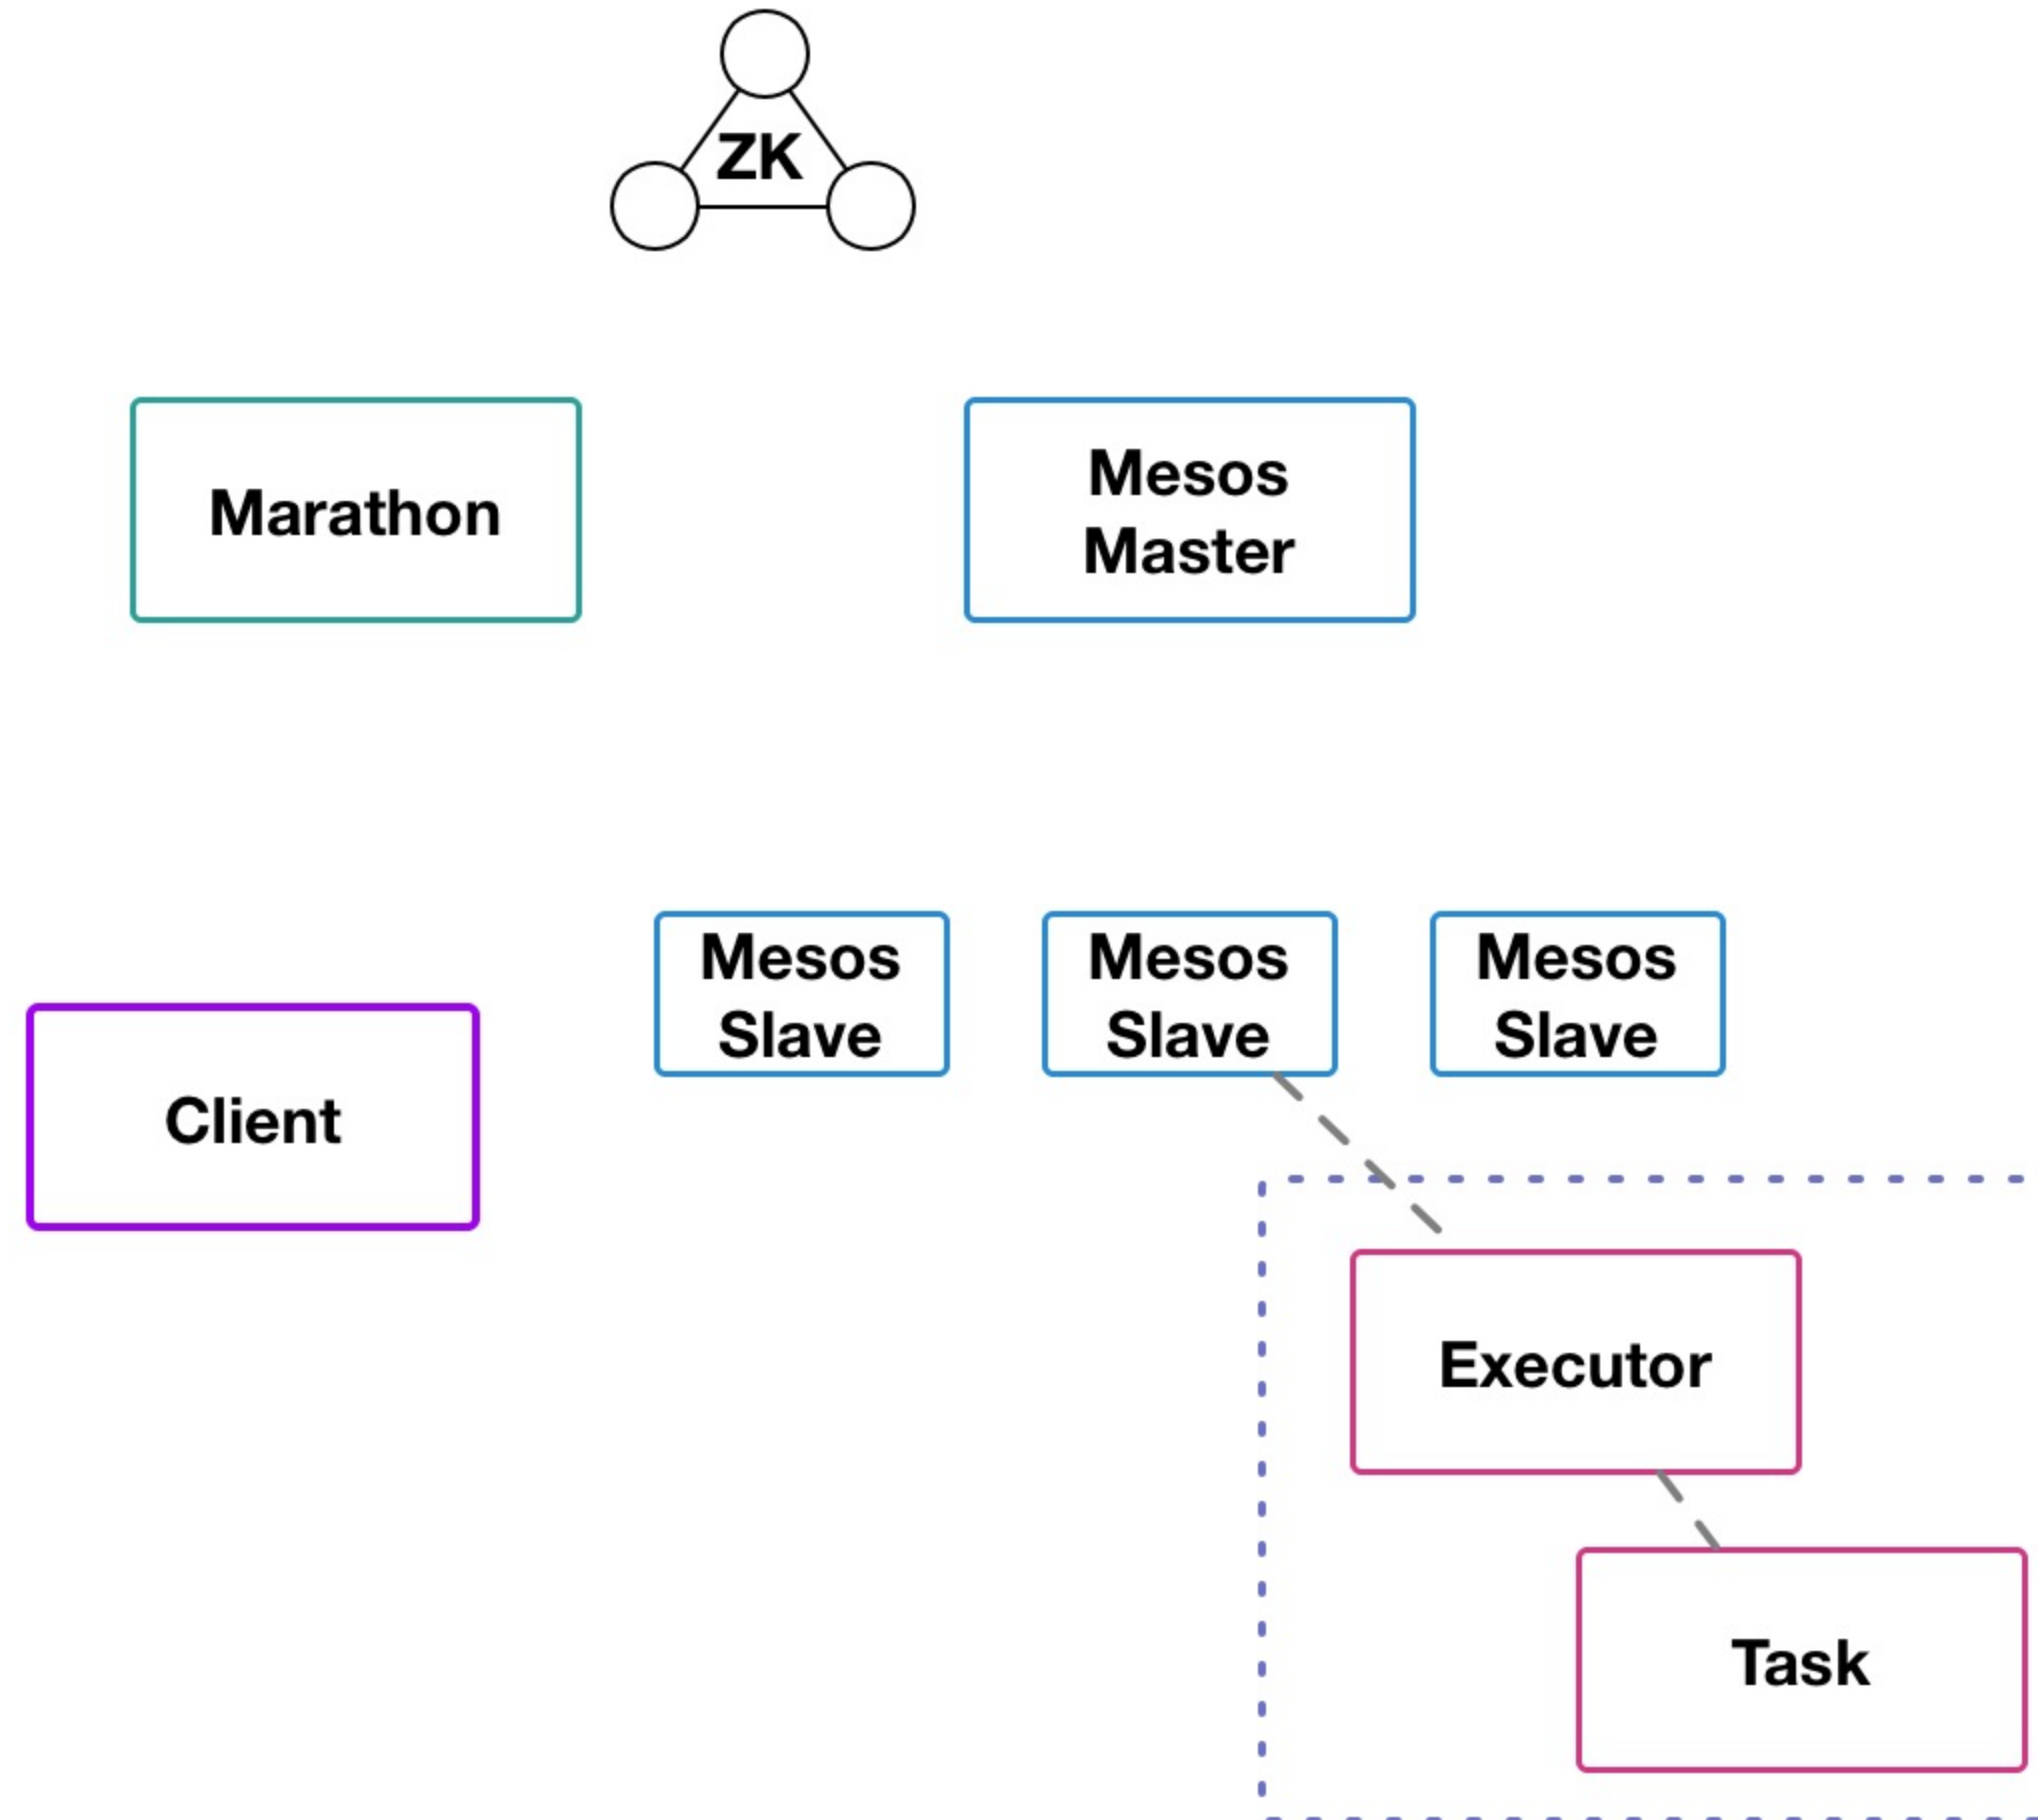 ZK
Marathon
Mesos
Master
Mesos
Slave
Mesos
Slave
Mesos
Slave
Client
Executor
Task